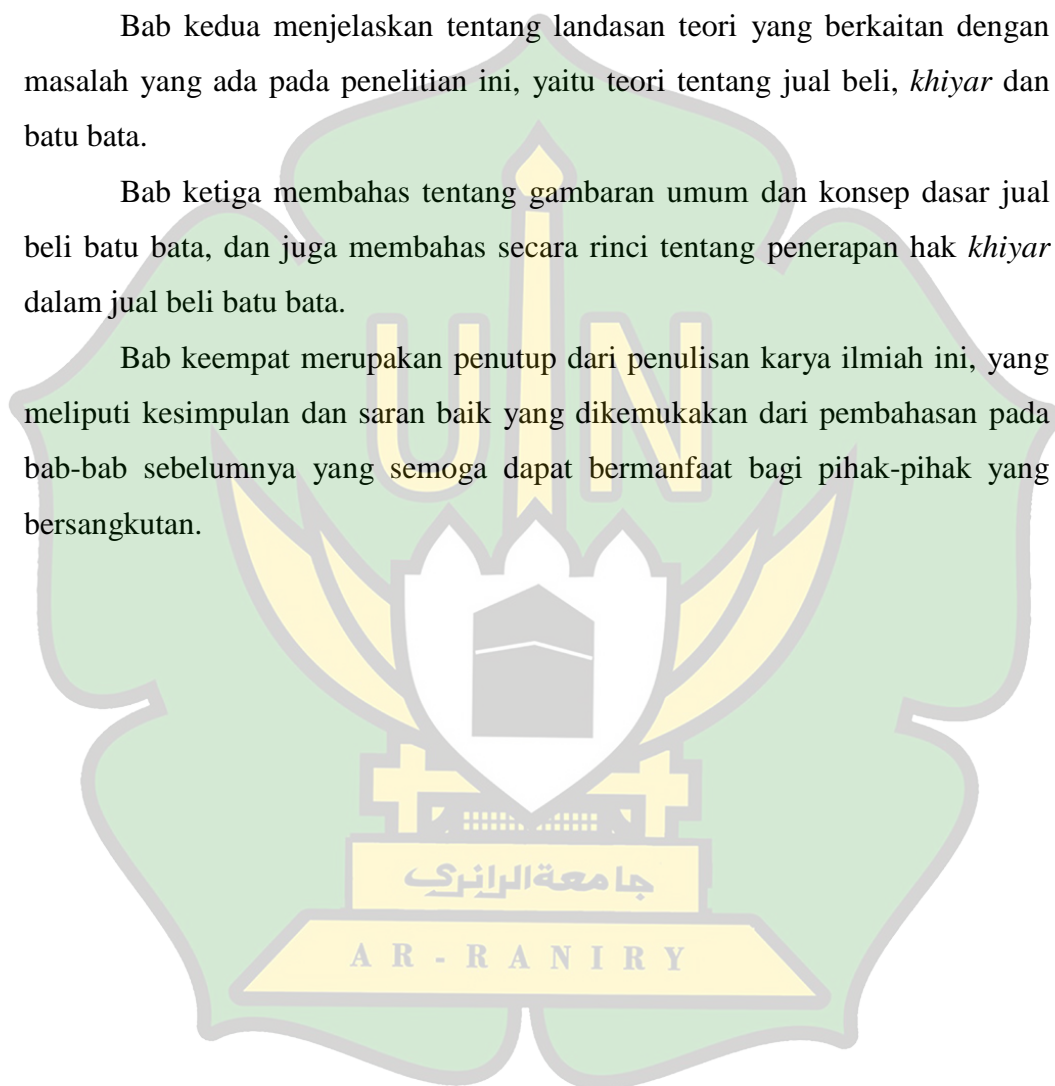 Bab kedua menjelaskan tentang landasan teori yang berkaitan dengan
masalah yang ada pada penelitian ini, yaitu teori tentang jual beli, khiyar dan
batu bata.
Bab ketiga membahas tentang gambaran umum dan konsep dasar jual
beli batu bata, dan juga membahas secara rinci tentang penerapan hak khiyar
dalam jual beli batu bata.
Bab keempat merupakan penutup dari penulisan karya ilmiah ini, yang
meliputi kesimpulan dan saran baik yang dikemukakan dari pembahasan pada
bab-bab sebelumnya yang semoga dapat bermanfaat bagi pihak-pihak yang
bersangkutan.
UIN
جامعةالرانري
AR-RANIRY